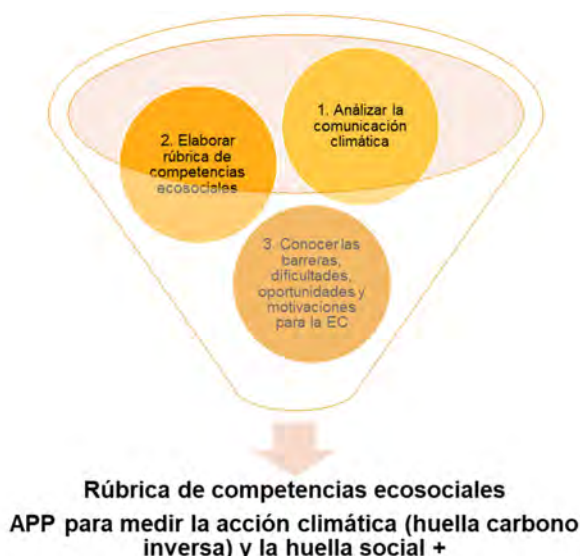 1. Análizar la
comunicación
climática
2. Elaborar
rúbrica de
competencias
ecosociales
3. Conocer las
barreras,
dificultades,
oportunidades y
motivaciones
para la EC
Rúbrica de competencias ecosociales
APP para medir la acción climática (huella carbono
inversa) y la huella social +